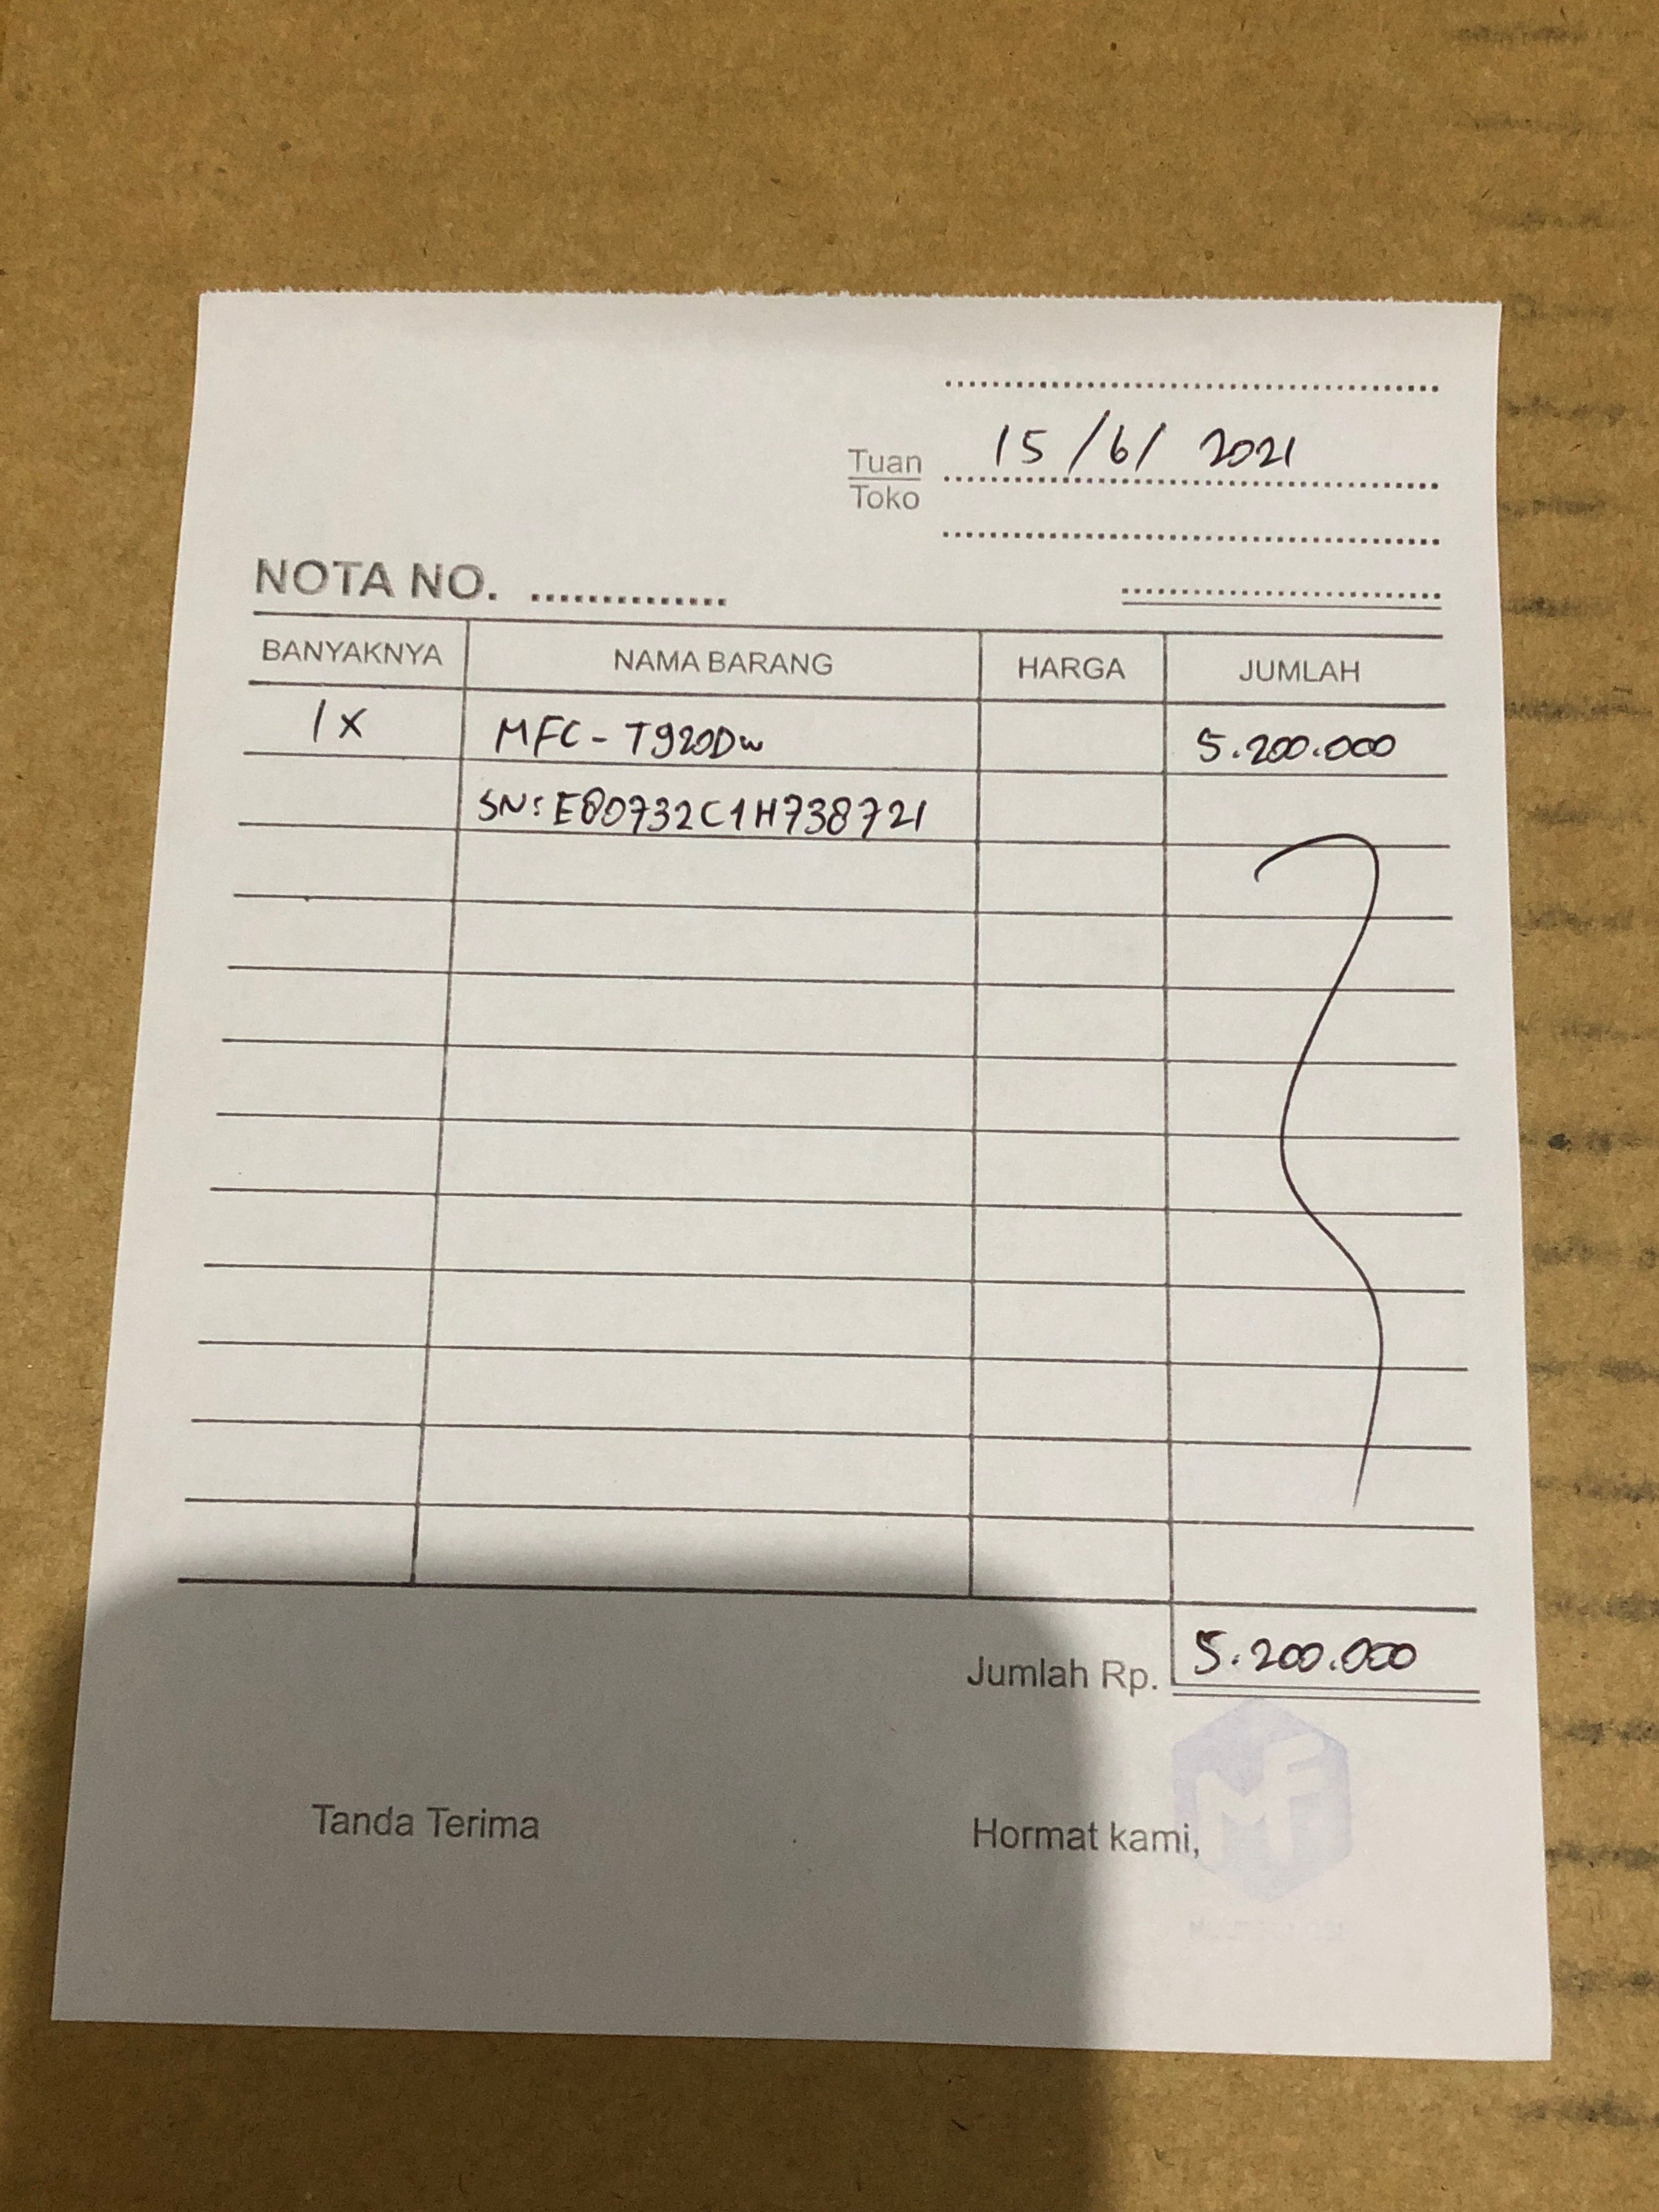 15/6/2021
Tuan
Toko
NOTA NO. ..............
BANYAKNYA NAMA BARANG HARGA JUMLAH
1x MFC-T920Dw 5.200.000
SN: E80732C1H738721
Jumlah Rp. 5.200.000
Tanda Terima Hormat kami,
MF